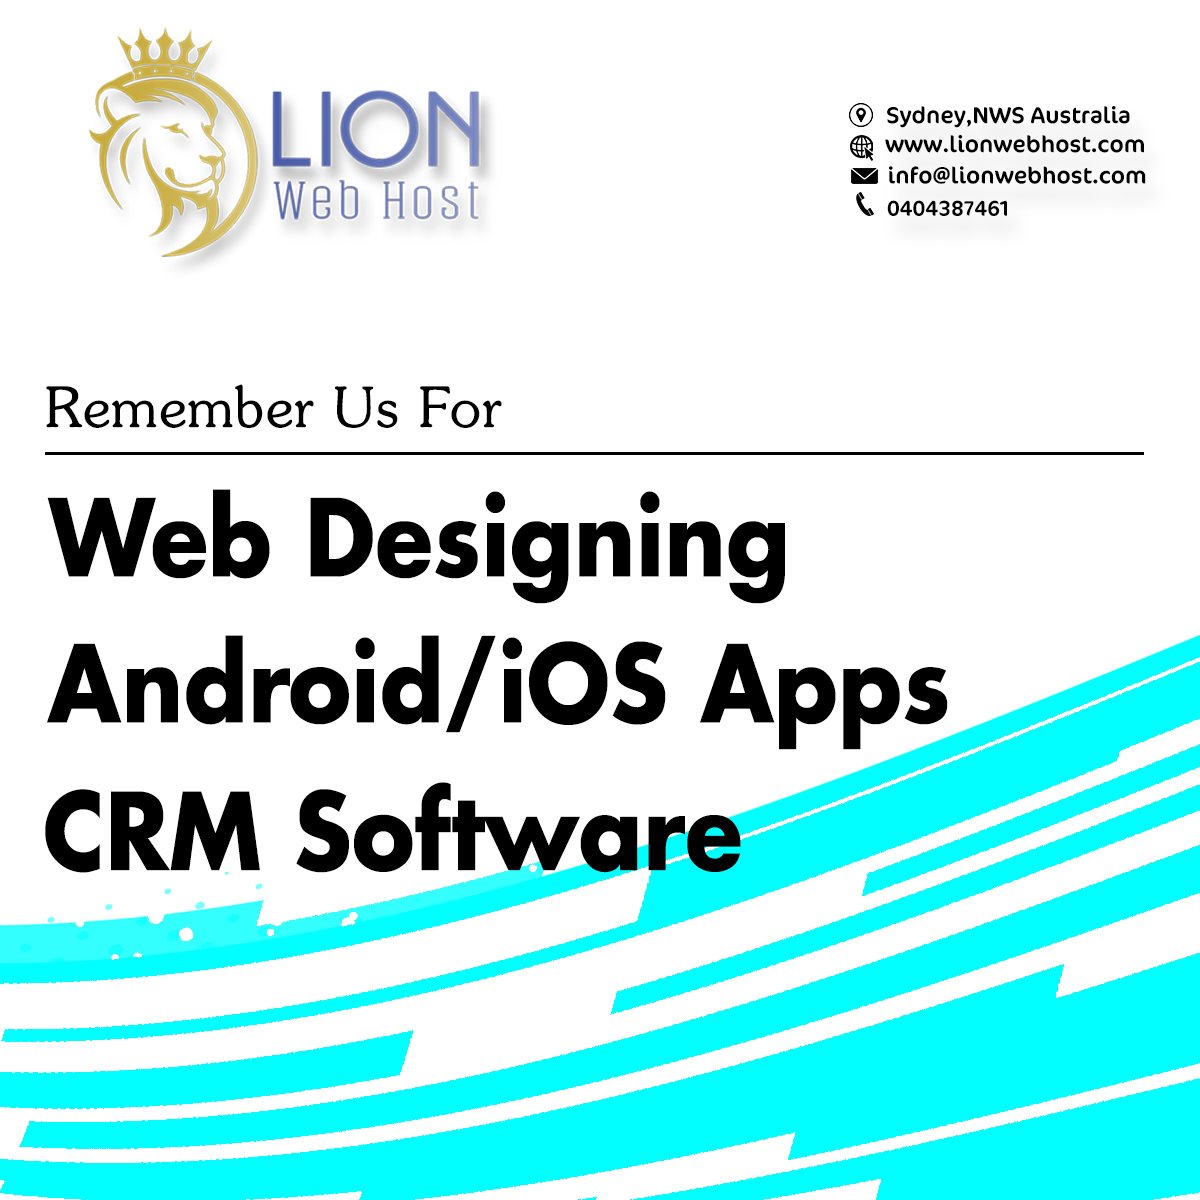 LION
Web Host
Sydney,NWS Australia
www.lionwebhost.com
info@lionwebhost.com
0404387461
Remember Us For
Web Designing
Android/iOS Apps
CRM Software